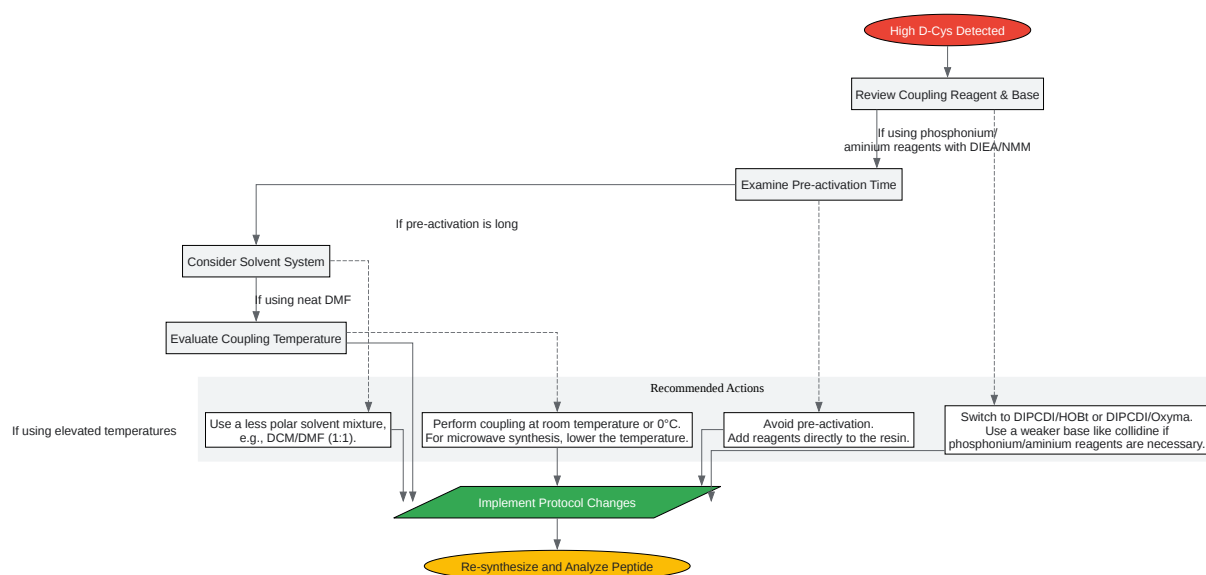 High D-Cys Detected
Review Coupling Reagent & Base
If using phosphonium/
aminium reagents with DIEA/NMM
Examine Pre-activation Time
If pre-activation is long
Consider Solvent System
If using neat DMF
Evaluate Coupling Temperature
Recommended Actions
If using elevated temperatures
Use a less polar solvent mixture,
e.g., DCM/DMF (1:1).
Perform coupling at room temperature or 0°C.
For microwave synthesis, lower the temperature.
Avoid pre-activation.
Add reagents directly to the resin.
Switch to DIPCDI/HOBt or DIPCDI/Oxyma.
Use a weaker base like collidine if
phosphonium/aminium reagents are necessary.
Implement Protocol Changes
Re-synthesize and Analyze Peptide